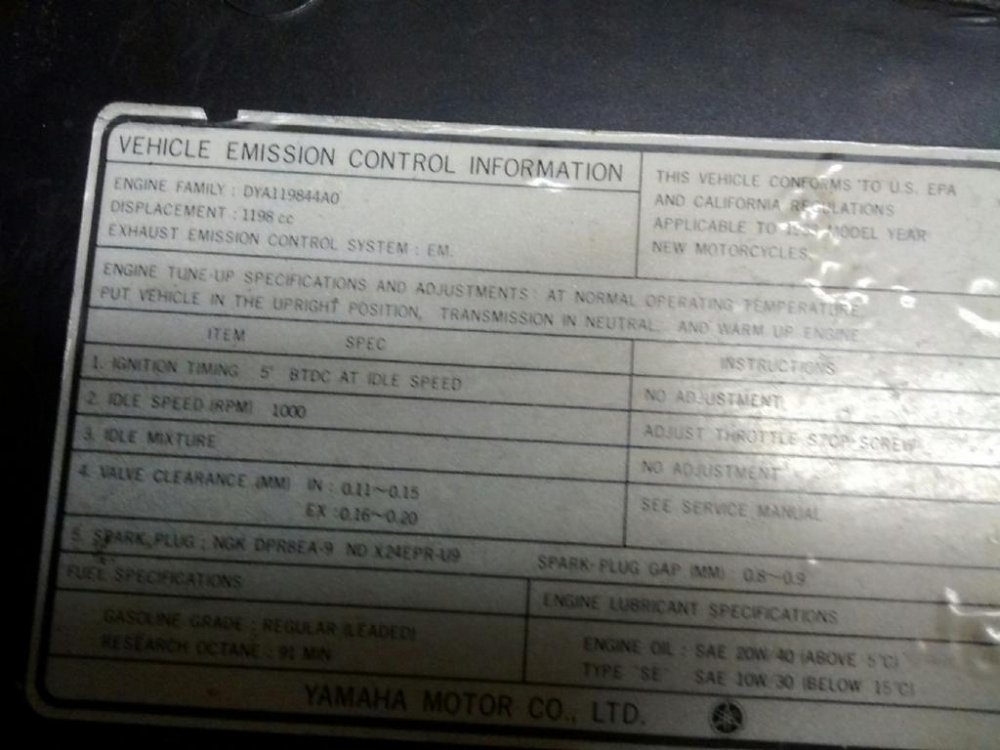 VEHICLE EMISSION CONTROL INFORMATION
ENGINE FAMILY : DYA119844A0
DISPLACEMENT : 1198 cc
EXHAUST EMISSION CONTROL SYSTEM : EM.
THIS VEHICLE CONFORMS TO U.S. EPA
AND CALIFORNIA REGULATIONS
APPLICABLE TO MODEL YEAR
NEW MOTORCYCLES.
ENGINE TUNE-UP SPECIFICATIONS AND ADJUSTMENTS : AT NORMAL OPERATING TEMPERATURE.
PUT VEHICLE IN THE UPRIGHT POSITION, TRANSMISSION IN NEUTRAL, AND WARM UP ENGINE.
ITEM SPEC INSTRUCTIONS
1. IGNITION TIMING 5° BTDC AT IDLE SPEED NO ADJUSTMENT
2. IDLE SPEED (RPM) 1000 ADJUST THROTTLE STOP SCREW
3. IDLE MIXTURE NO ADJUSTMENT
4. VALVE CLEARANCE (MM) IN : 0.11~0.15 SEE SERVICE MANUAL
EX : 0.16~0.20
5. SPARK PLUG : NGK DPR8EA-9 ND X24EPR-U9 SPARK PLUG GAP (MM) : 0.8~0.9
FUEL SPECIFICATIONS
GASOLINE GRADE : REGULAR (LEADED)
RESEARCH OCTANE : 91 MIN
ENGINE LUBRICANT SPECIFICATIONS
ENGINE OIL : SAE 20W/40 (ABOVE 5°C)
TYPE "SE" SAE 10W/30 (BELOW 15°C)
YAMAHA MOTOR CO., LTD.